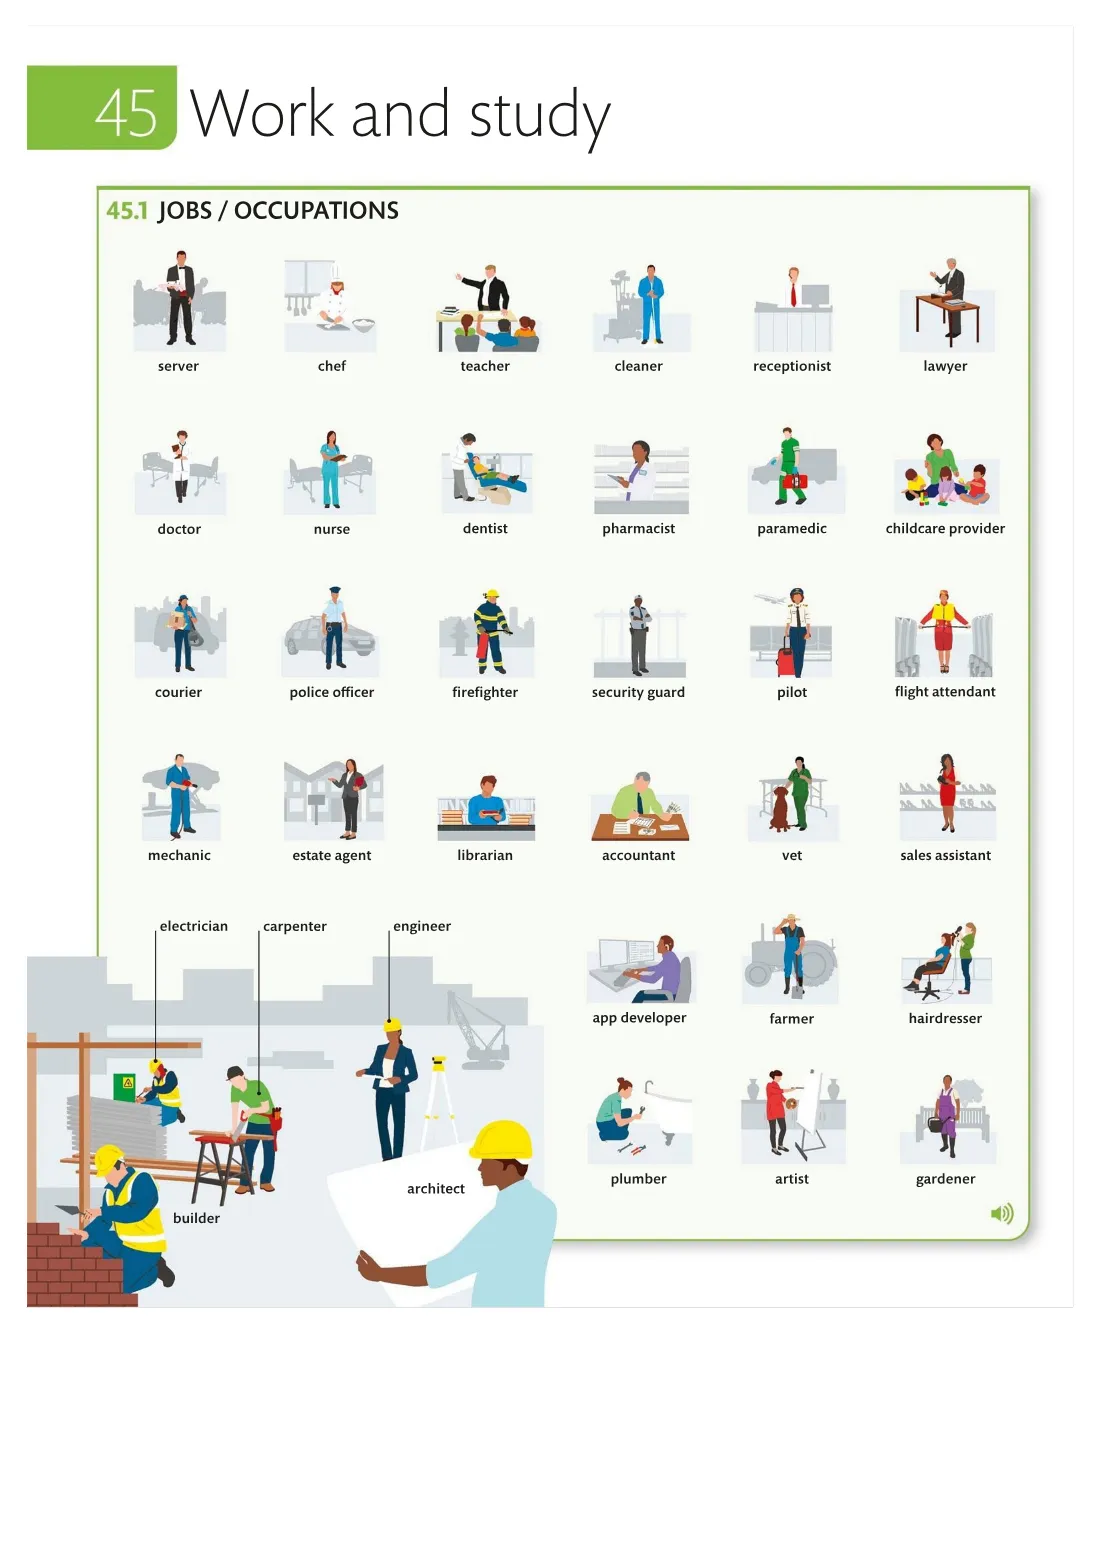 45 Work and study
45.1 JOBS / OCCUPATIONS
server chef teacher cleaner receptionist lawyer
doctor nurse dentist pharmacist paramedic childcare provider
courier police officer firefighter security guard pilot flight attendant
mechanic estate agent librarian accountant vet sales assistant
electrician carpenter engineer
app developer farmer hairdresser
plumber artist gardener
architect
builder